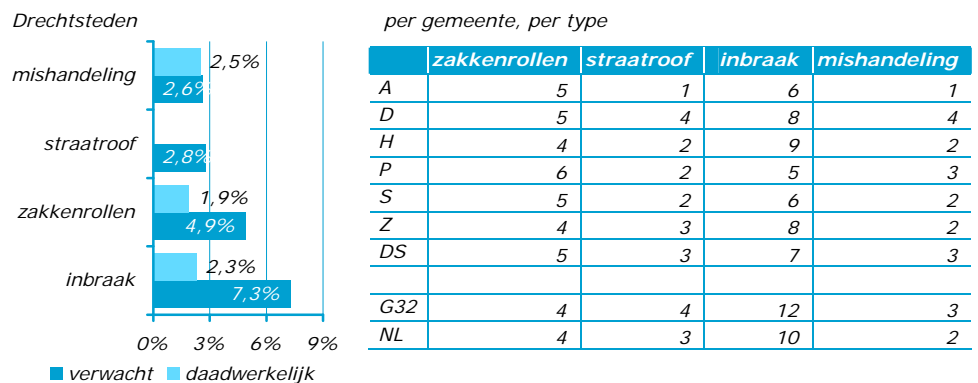 Drechtsteden
mishandeling
2,5%
2,6%
straatroof
2,8%
zakkenrollen
1,9%
4,9%
inbraak
2,3%
7,3%
0% 3% 6% 9%
verwacht daadwerkelijk
per gemeente, per type
zakkenrollen straatroof inbraak mishandeling
A 5 1 6 1
D 5 4 8 4
H 4 2 9 2
P 6 2 5 3
S 5 2 6 2
Z 4 3 8 2
DS 5 3 7 3
G32 4 4 12 3
NL 4 3 10 2